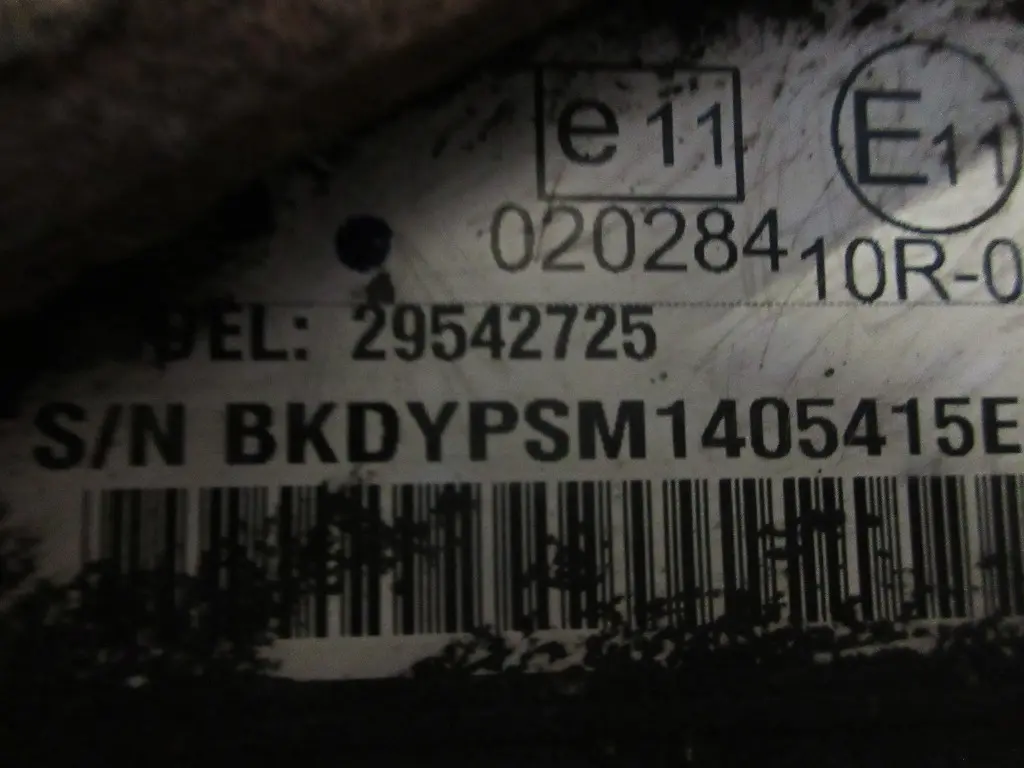 e11 E11
020284 10R-0
DEL: 29542725
S/N BKDYPSM1405415E